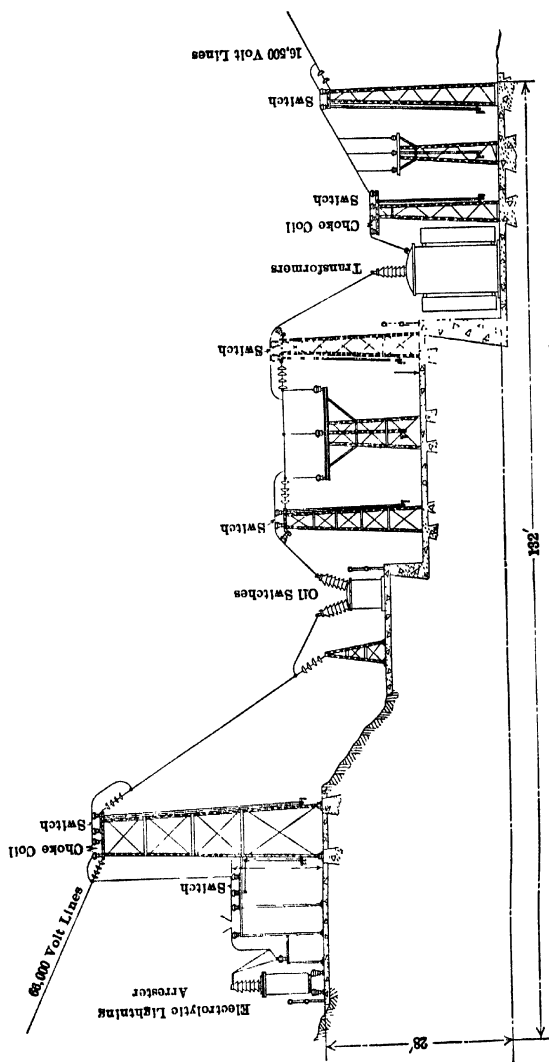 16,500 Volt Lines
Switch
Switch
Choke Coil
Transformers
Switch
Switch
Oil Switches
132'
Switch
Choke Coil
Switch
66,000 Volt Lines
Electrolytic Lightning
Arrester
28'